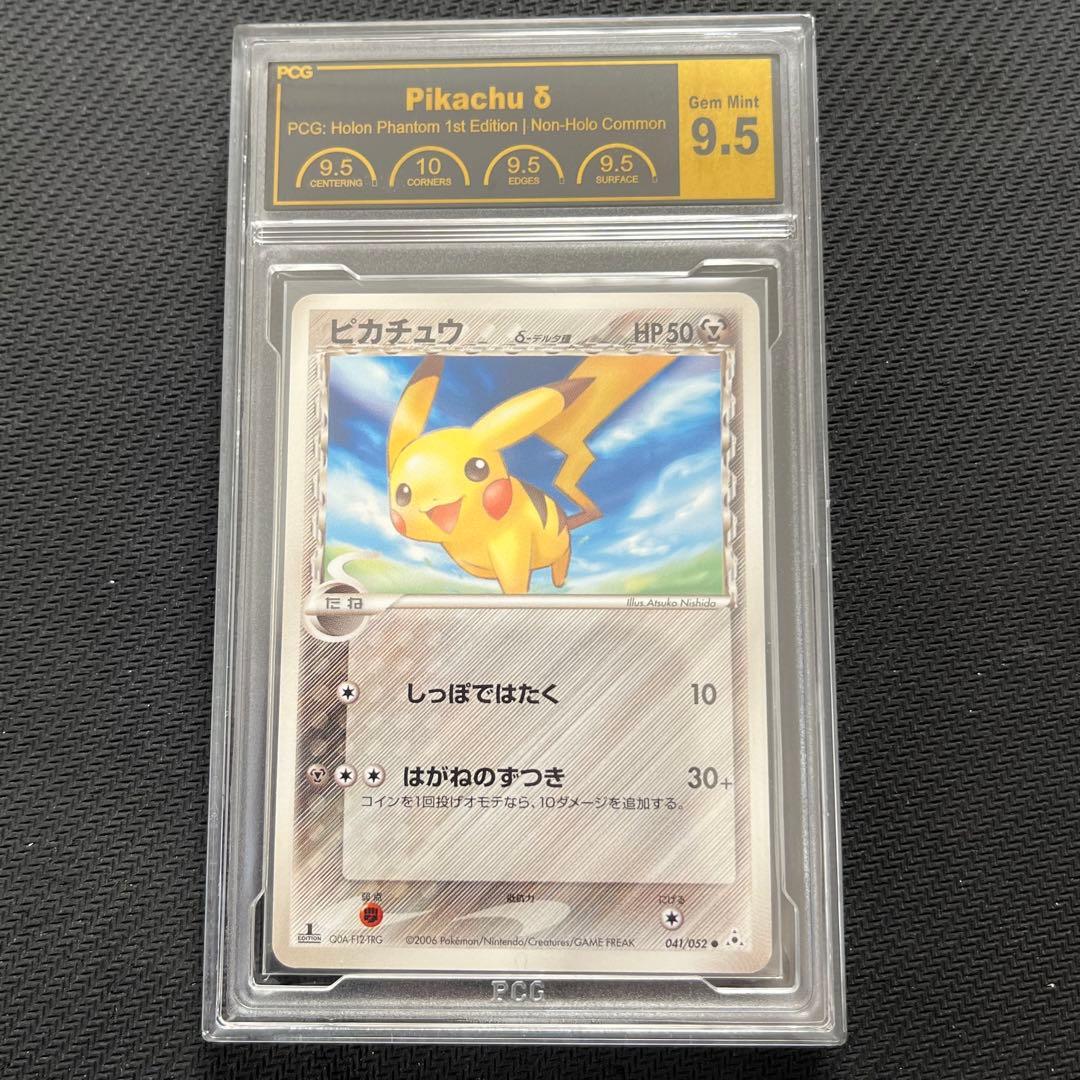 PCG
Pikachu δ
PCG: Holon Phantom 1st Edition | Non-Holo Common
Gem Mint
9.5
9.5
CENTERING
10
CORNERS
9.5
EDGES
9.5
SURFACE
ピカチュウ δ-デルタ種 HP50
たね
Illus. Atsuko Nishida
しっぽではたく 10
はがねのずつき 30+
コインを1回投げオモテなら、10ダメージを追加する。
弱点 抵抗力 にげる
1 EDITION
©2006 Pokémon/Nintendo/Creatures/GAME FREAK
041/052
PCG